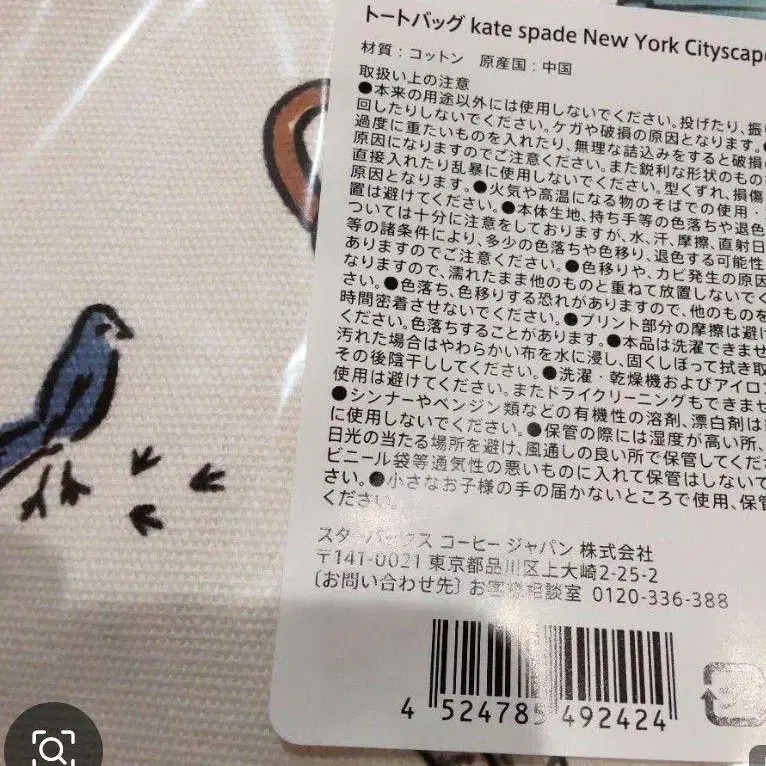 トートバッグ kate spade New York Cityscape
材質：コットン　原産国：中国
取扱い上の注意
●本来の用途以外には使用しないでください。投げたり、振り
回したりしないでください。ケガや破損の原因となります。●
過度に重たいものを入れたり、無理な詰込みをすると破損の
原因になりますのでご注意ください。また鋭利な形状のものを
直接入れたり乱暴に使用しないでください。型くずれ、損傷
原因となります。●火気や高温になる物のそばでの使用・
置は避けてください。●本体生地、持ち手等の色落ちや退色
ついては十分に注意をしておりますが、水、汗、摩擦、直射日
等の諸条件により、多少の色落ちや色移り、退色する可能性
ありますのでご注意ください。●色移りや、カビ発生の原因
なりますので、濡れたまま他のものと重ねて放置しないでく
さい。●色落ち、色移りする恐れがありますので、他のものを
時間密着させないでください。●プリント部分の摩擦は避け
ください。色落ちすることがあります。●本品は洗濯できませ
汚れた場合はやわらかい布を水に浸し、固くしぼって拭き取
その後陰干ししてください。●洗濯・乾燥機およびアイロン
使用は避けてください。またドライクリーニングもできませ
●シンナーやベンジン類などの有機性の溶剤、漂白剤は
に使用しないでください。●保管の際には湿度が高い所、
日光の当たる場所を避け、風通しの良い所で保管してくだ
ビニール袋等通気性の悪いものに入れて保管はしないで
さい。●小さなお子様の手の届かないところで使用、保管
ください。
スターバックス コーヒー ジャパン 株式会社
〒141-0021 東京都品川区上大崎2-25-2
〔お問い合わせ先〕お客様相談室 0120-336-388
4 524785 492424